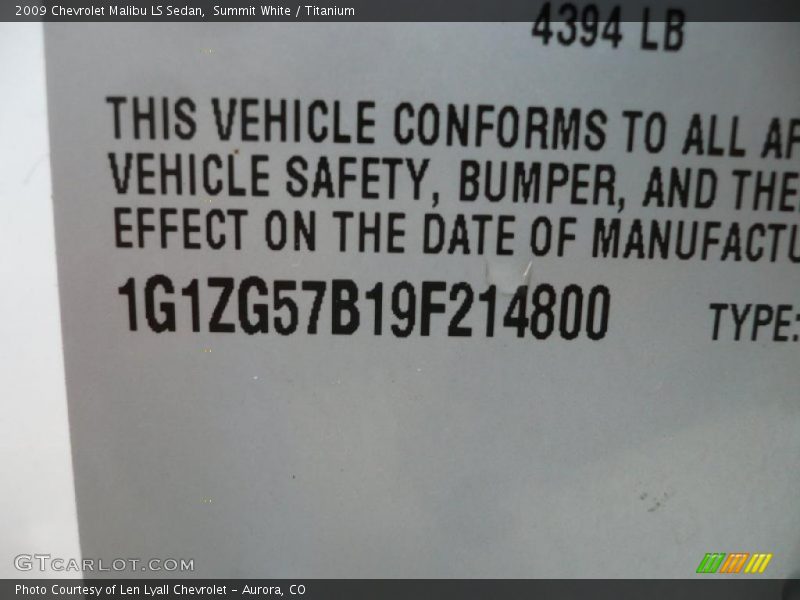 2009 Chevrolet Malibu LS Sedan,  Summit White / Titanium
4394 LB
THIS VEHICLE CONFORMS TO ALL AP
VEHICLE SAFETY, BUMPER, AND THE
EFFECT ON THE DATE OF MANUFACTU
1G1ZG57B19F214800
TYPE:
GTCARLOT.COM
Photo Courtesy of Len Lyall Chevrolet - Aurora, CO